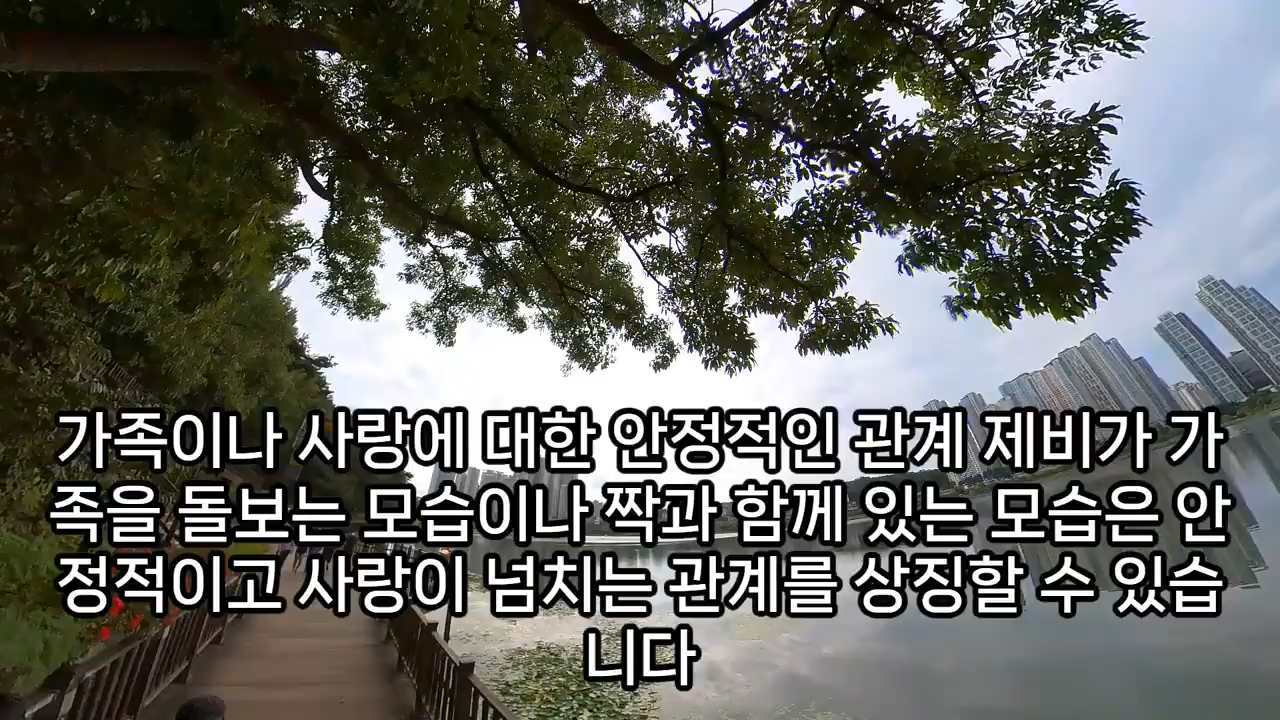 가족이나 사랑에 대한 안정적인 관계 제비가 가
족을 돌보는 모습이나 짝과 함께 있는 모습은 안
정적이고 사랑이 넘치는 관계를 상징할 수 있습
니다